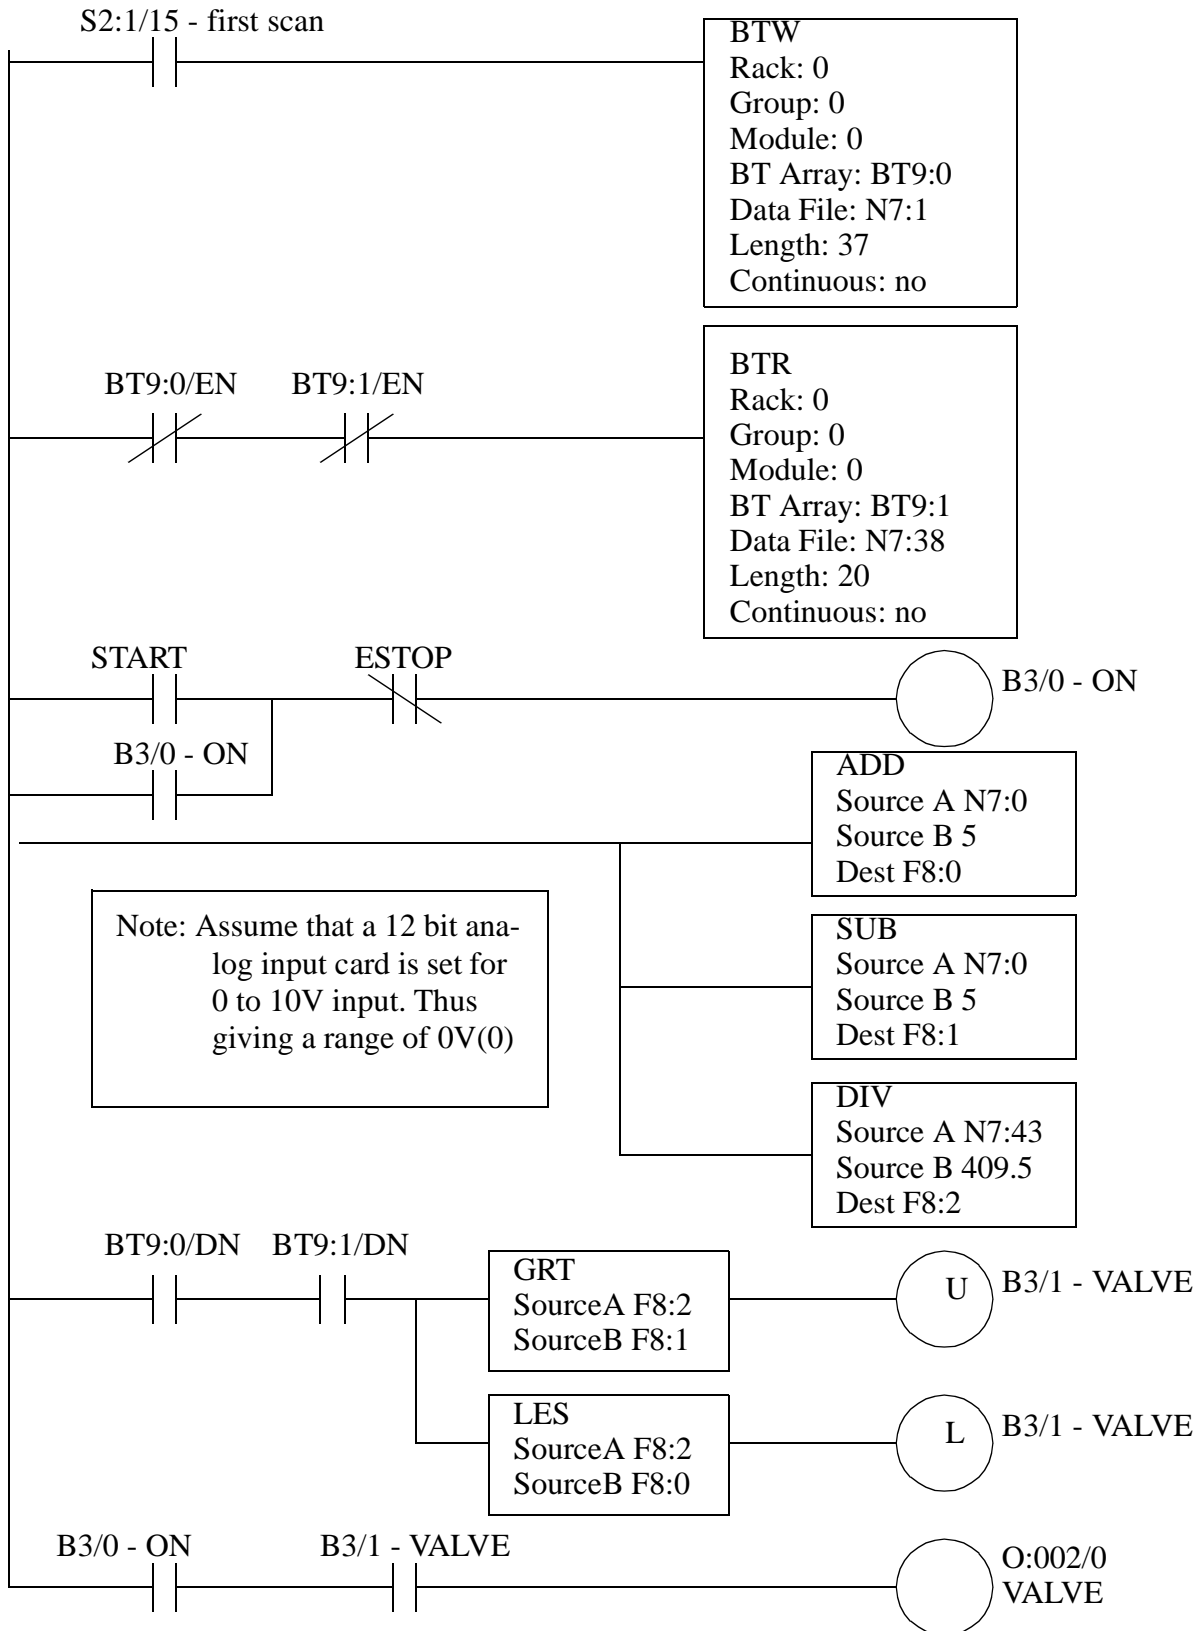 S2:1/15 - first scan
BTW
Rack: 0
Group: 0
Module: 0
BT Array: BT9:0
Data File: N7:1
Length: 37
Continuous: no
BT9:0/EN
BT9:1/EN
BTR
Rack: 0
Group: 0
Module: 0
BT Array: BT9:1
Data File: N7:38
Length: 20
Continuous: no
START
ESTOP
B3/0 - ON
B3/0 - ON
ADD
Source A N7:0
Source B 5
Dest F8:0
Note: Assume that a 12 bit ana-
log input card is set for
0 to 10V input. Thus
giving a range of 0V(0)
SUB
Source A N7:0
Source B 5
Dest F8:1
DIV
Source A N7:43
Source B 409.5
Dest F8:2
BT9:0/DN
BT9:1/DN
GRT
SourceA F8:2
SourceB F8:1
U
B3/1 - VALVE
LES
SourceA F8:2
SourceB F8:0
L
B3/1 - VALVE
B3/0 - ON
B3/1 - VALVE
O:002/0
VALVE